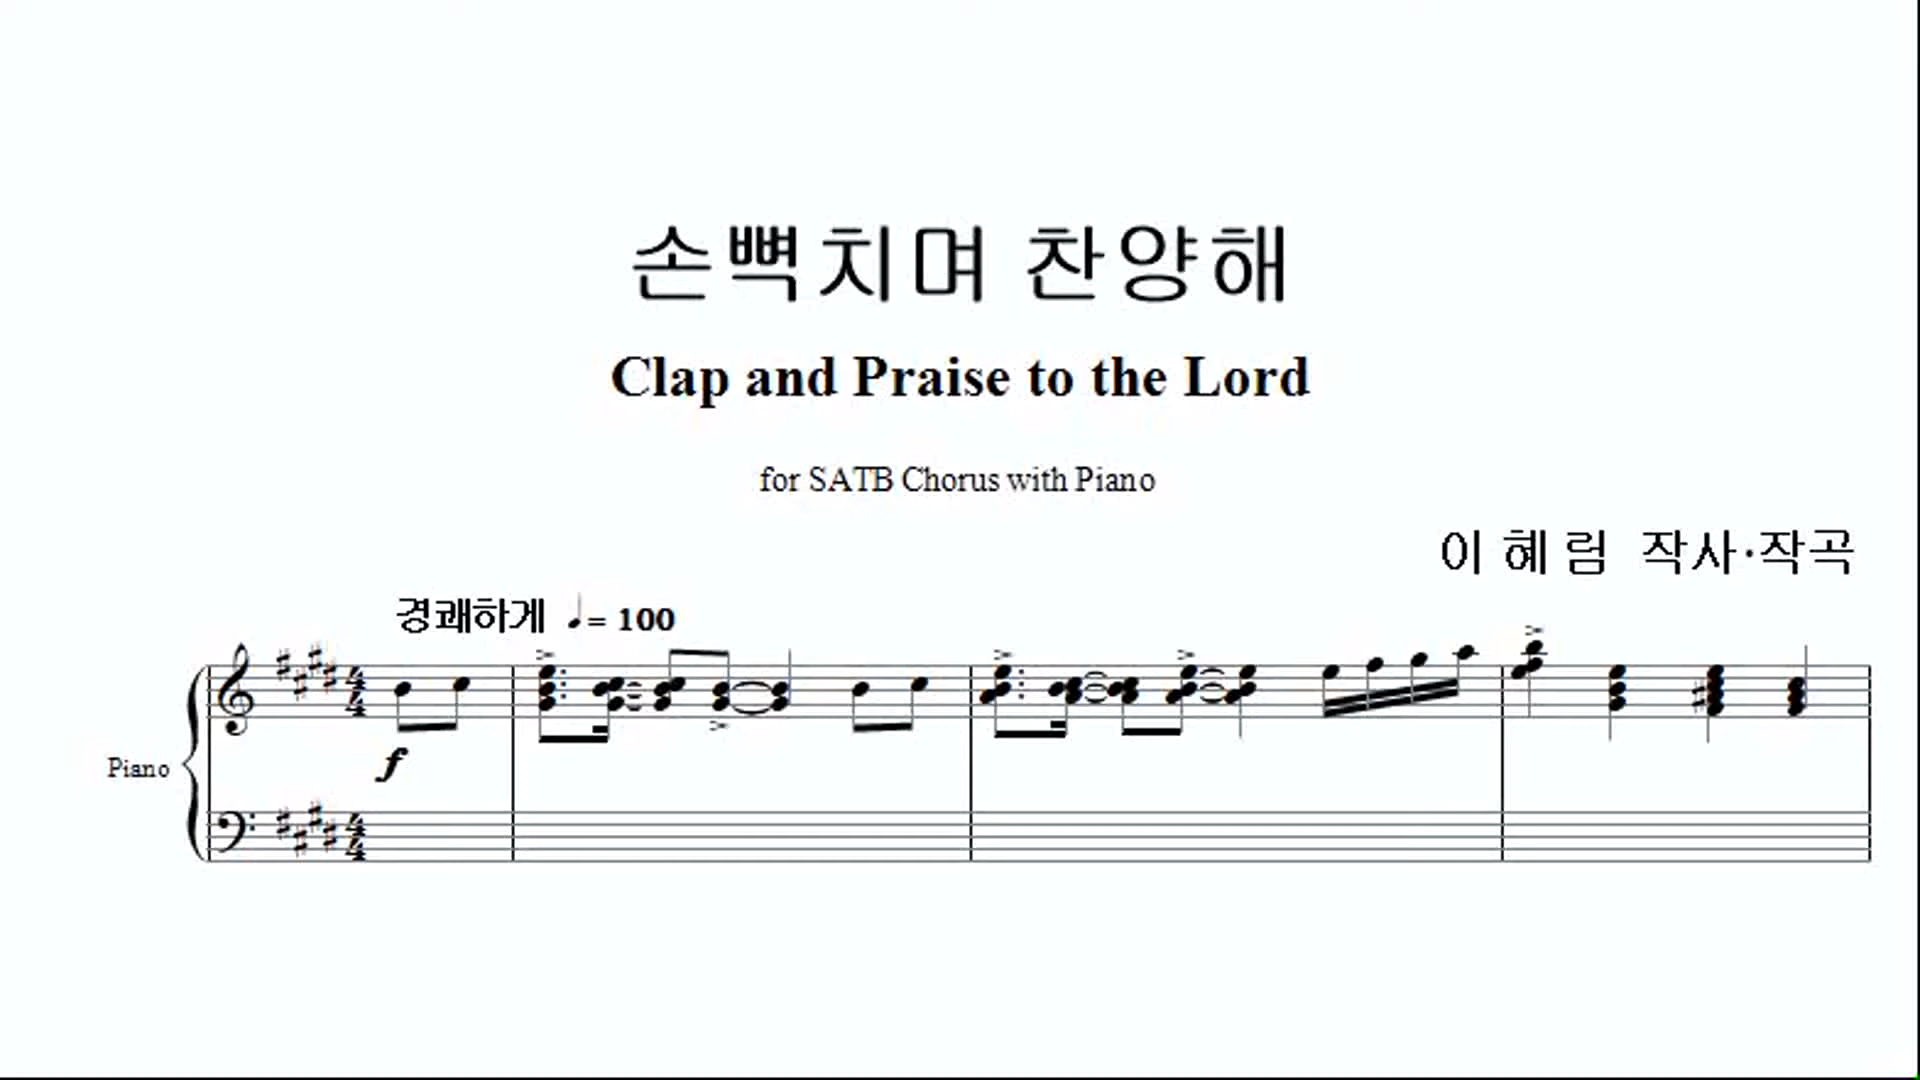 손뼉치며 찬양해
Clap and Praise to the Lord
for SATB Chorus with Piano
이 혜 림 작사·작곡
경쾌하게 ♩= 100
f
Piano